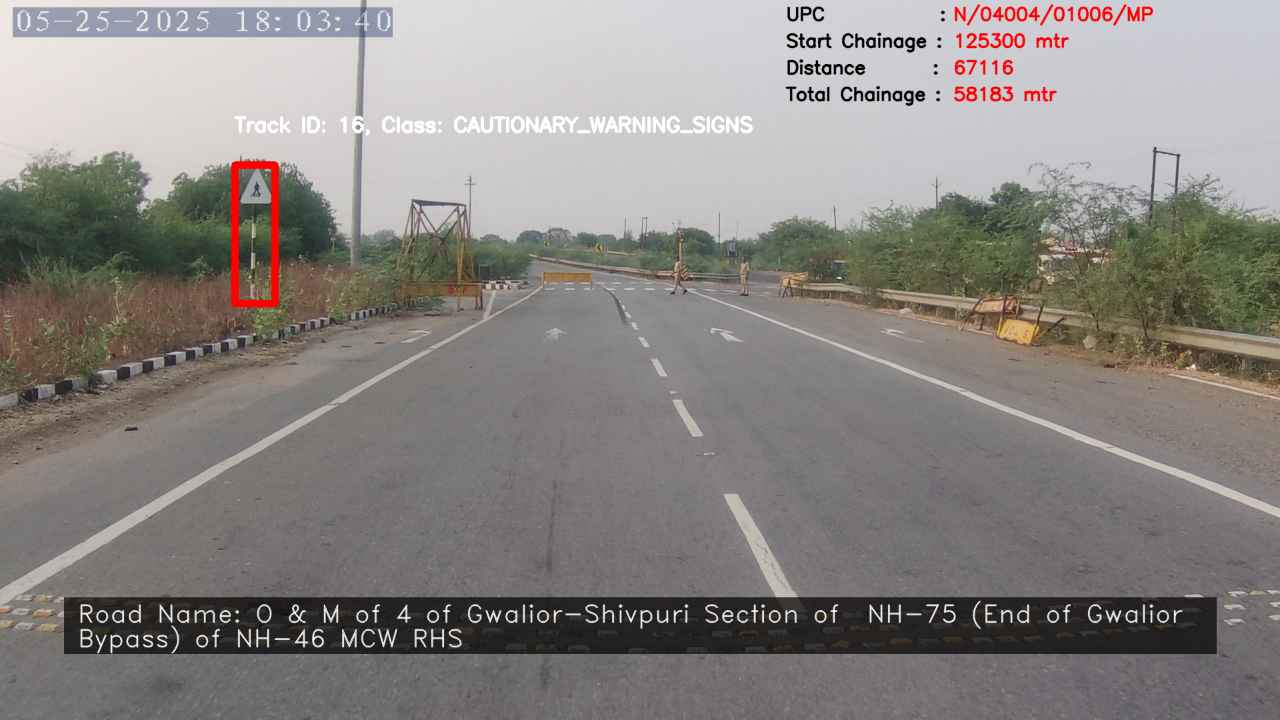 05-25-2025 18:03:40
UPC : N/04004/01006/MP
Start Chainage : 125300 mtr
Distance : 67116
Total Chainage : 58183 mtr
Track ID: 16, Class: CAUTIONARY_WARNING_SIGNS
Road Name: O & M of 4 of Gwalior-Shivpuri Section of NH-75 (End of Gwalior
Bypass) of NH-46 MCW RHS